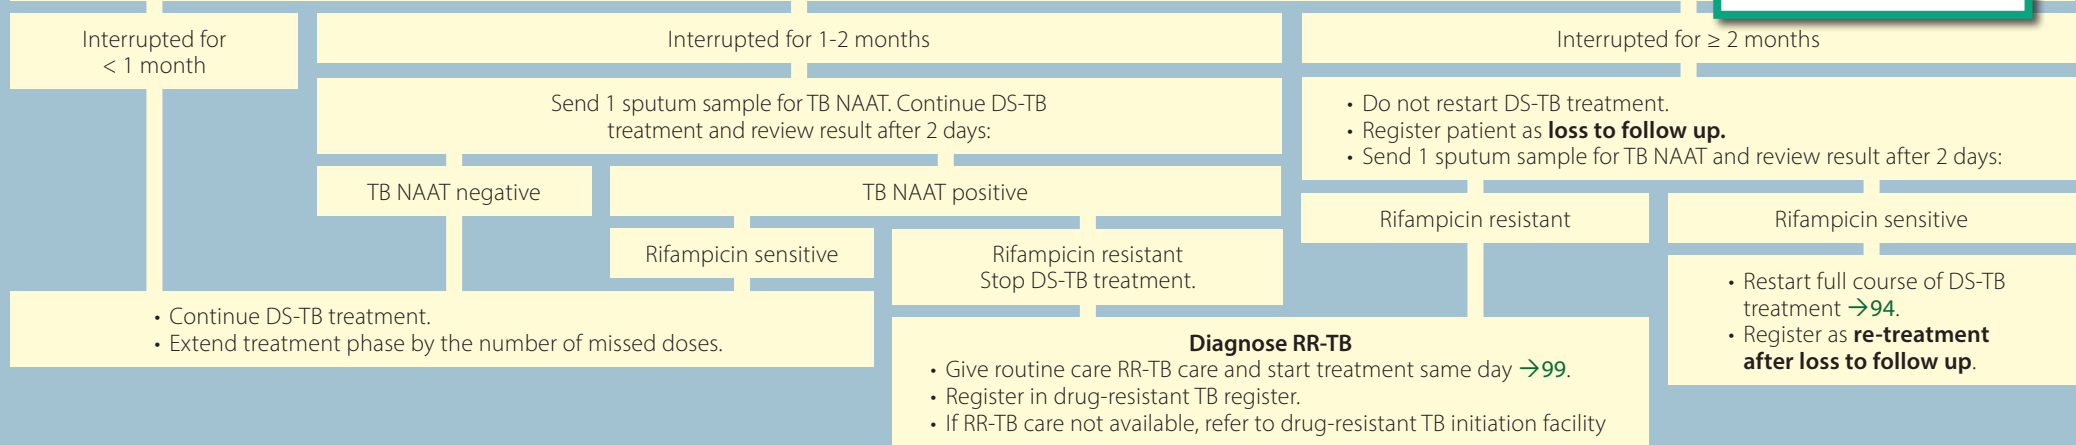 Interrupted for
< 1 month
Interrupted for 1-2 months
Interrupted for ≥ 2 months
Send 1 sputum sample for TB NAAT. Continue DS-TB
treatment and review result after 2 days:
• Do not restart DS-TB treatment.
• Register patient as loss to follow up.
• Send 1 sputum sample for TB NAAT and review result after 2 days:
TB NAAT negative
TB NAAT positive
Rifampicin sensitive
Rifampicin resistant
Stop DS-TB treatment.
Rifampicin resistant
Rifampicin sensitive
• Continue DS-TB treatment.
• Extend treatment phase by the number of missed doses.
Diagnose RR-TB
• Give routine care RR-TB care and start treatment same day →99.
• Register in drug-resistant TB register.
• If RR-TB care not available, refer to drug-resistant TB initiation facility
• Restart full course of DS-TB
treatment →94.
• Register as re-treatment
after loss to follow up.